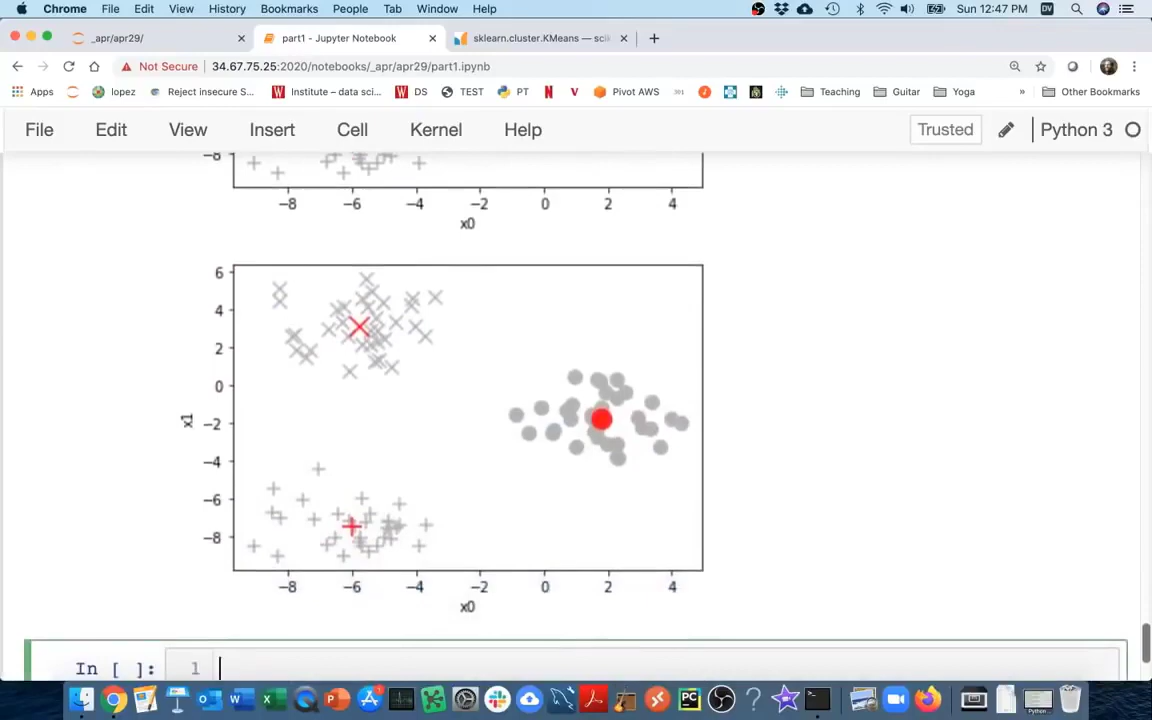 Chrome File Edit View History Bookmarks People Tab Window Help Sun 12:47 PM DV
_apr/apr29/ × part1 - Jupyter Notebook × sklearn.cluster.KMeans — scik × +
Not Secure 34.67.75.25:2020/notebooks/_apr/apr29/part1.ipynb
Apps lopez Reject insecure S... Institute – data sci... DS TEST PT Pivot AWS Teaching Guitar Yoga » Other Bookmarks
File Edit View Insert Cell Kernel Help Trusted Python 3
−8
−8 −6 −4 −2 0 2 4
x0
6
4
2
0
−2
−4
−6
−8
x1
−8 −6 −4 −2 0 2 4
x0
In [ ]: 1